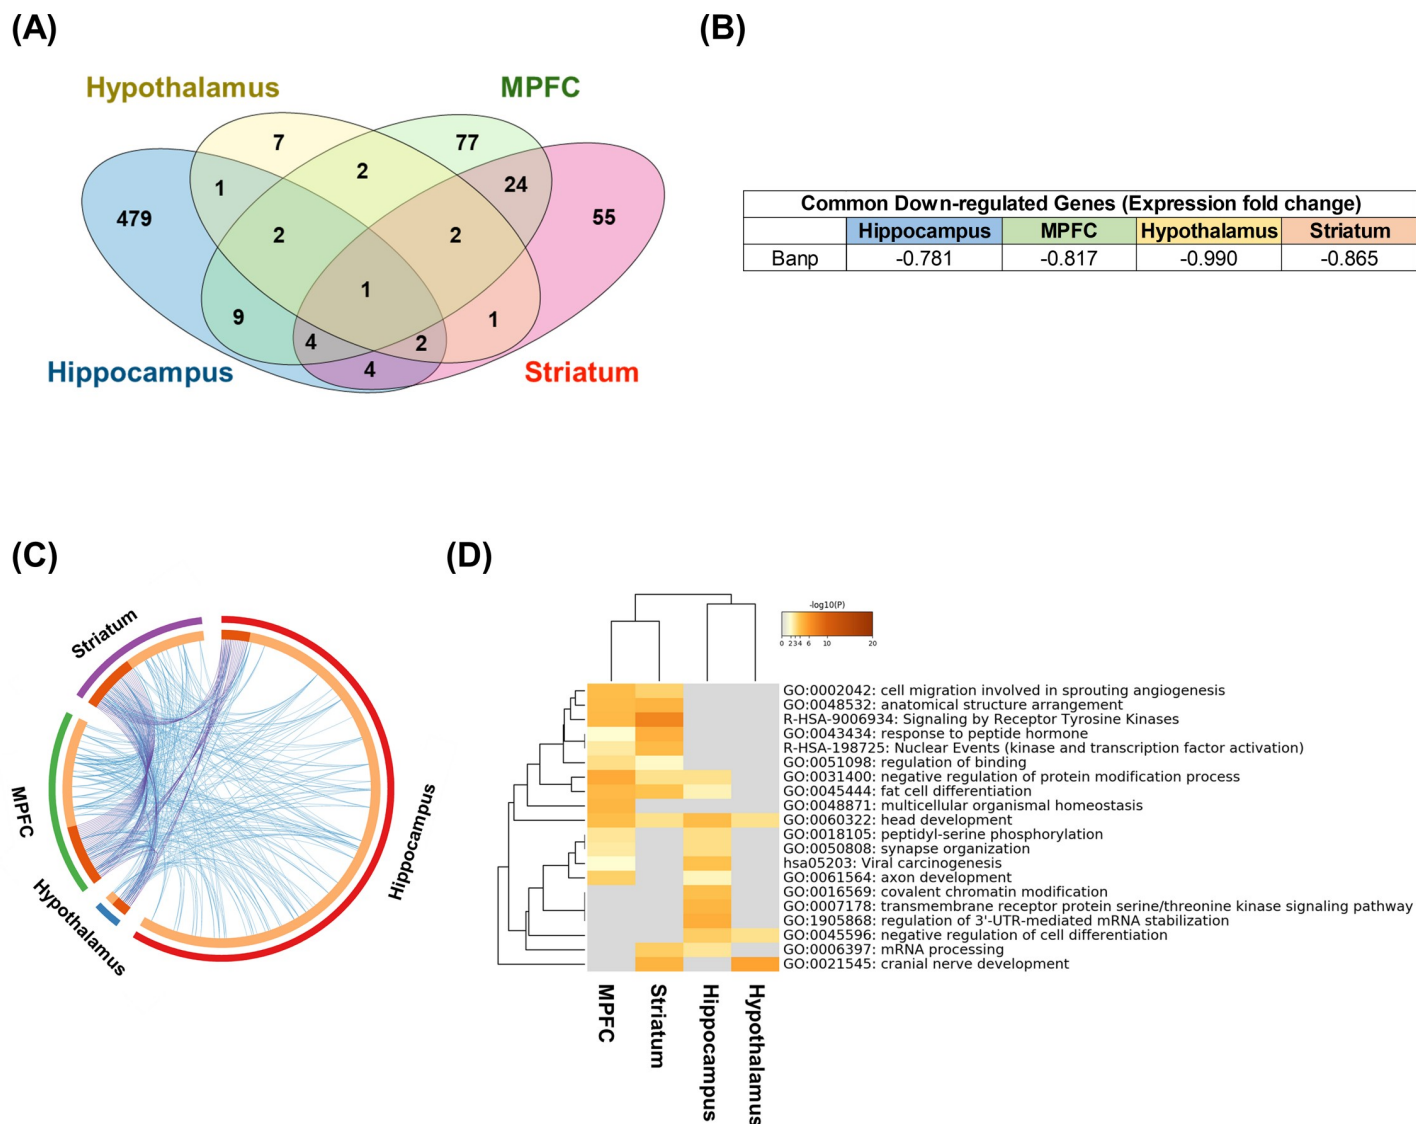 (A)
Hypothalamus
MPFC
7
77
2
1
24
479
55
2
2
1
9
1
4
2
4
Hippocampus
Striatum
(B)
Common Down-regulated Genes (Expression fold change)
Hippocampus MPFC Hypothalamus Striatum
Banp -0.781 -0.817 -0.990 -0.865
(C)
Striatum
MPFC
Hypothalamus
Hippocampus
(D)
-log10(P)
0 2 3 4 6 10 20
GO:0002042: cell migration involved in sprouting angiogenesis
GO:0048532: anatomical structure arrangement
R-HSA-9006934: Signaling by Receptor Tyrosine Kinases
GO:0043434: response to peptide hormone
R-HSA-198725: Nuclear Events (kinase and transcription factor activation)
GO:0051098: regulation of binding
GO:0031400: negative regulation of protein modification process
GO:0045444: fat cell differentiation
GO:0048871: multicellular organismal homeostasis
GO:0060322: head development
GO:0018105: peptidyl-serine phosphorylation
GO:0050808: synapse organization
hsa05203: Viral carcinogenesis
GO:0061564: axon development
GO:0016569: covalent chromatin modification
GO:0007178: transmembrane receptor protein serine/threonine kinase signaling pathway
GO:1905868: regulation of 3'-UTR-mediated mRNA stabilization
GO:0045596: negative regulation of cell differentiation
GO:0006397: mRNA processing
GO:0021545: cranial nerve development
MPFC
Striatum
Hippocampus
Hypothalamus